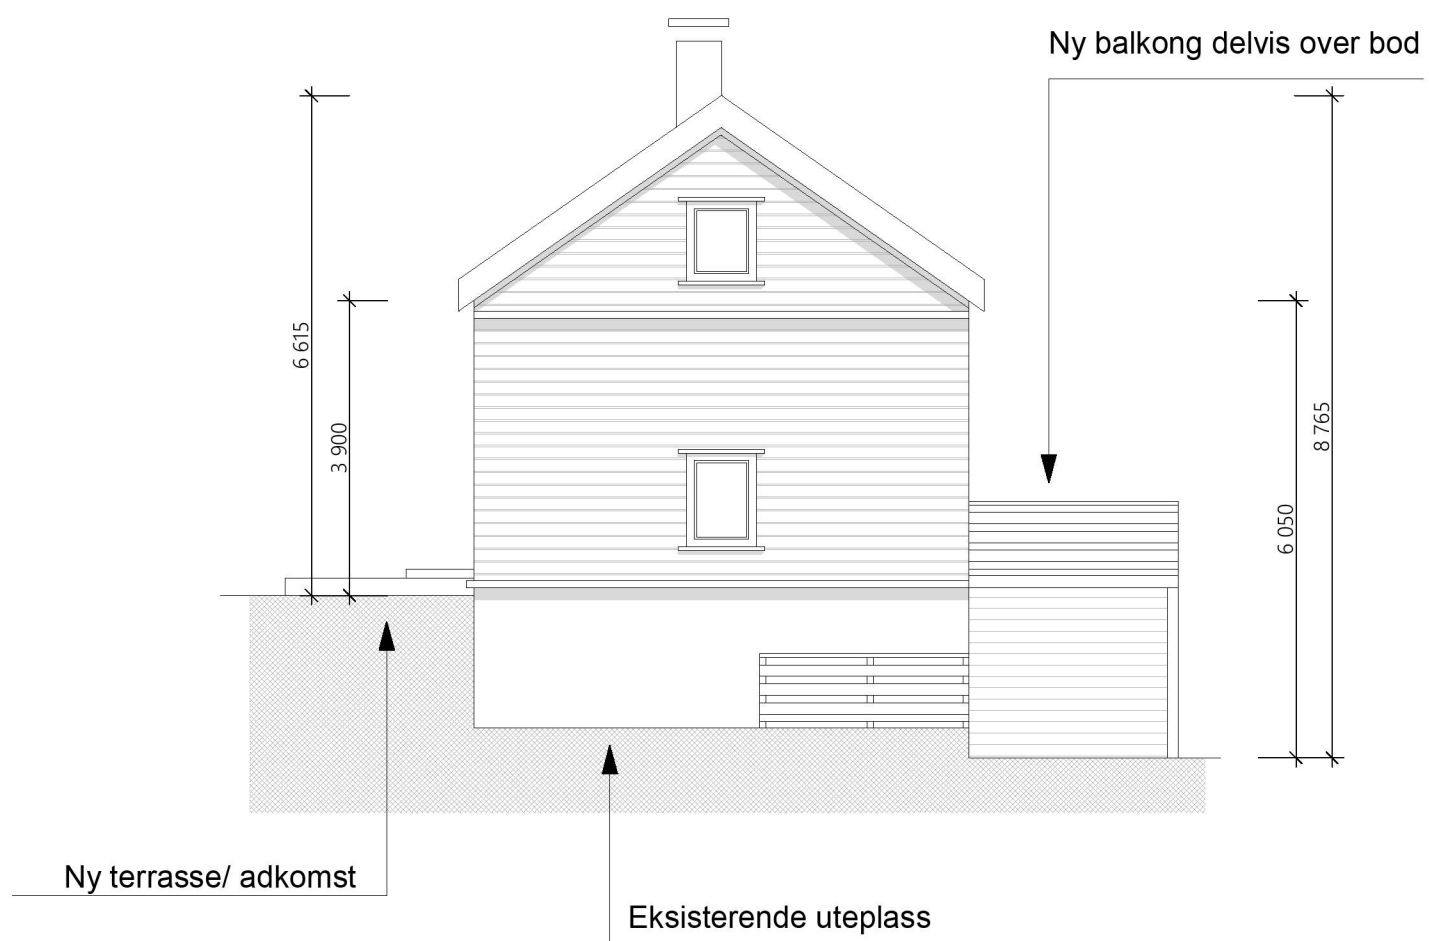 Ny balkong delvis over bod
6 615
3 900
8 765
6 050
Ny terrasse/ adkomst
Eksisterende uteplass